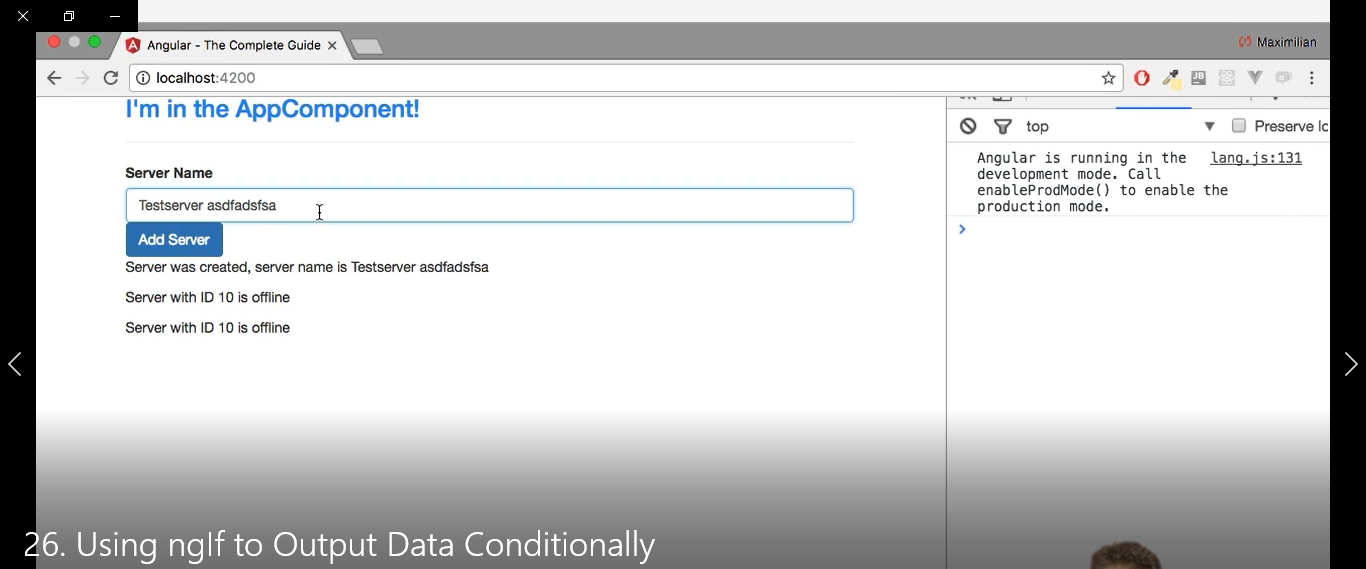 Angular - The Complete Guide
Maximilian
localhost:4200
I'm in the AppComponent!
Server Name
Testserver asdfadsfsa
Add Server
Server was created, server name is Testserver asdfadsfsa
Server with ID 10 is offline
Server with ID 10 is offline
top
Preserve lo
Angular is running in the lang.js:131
development mode. Call
enableProdMode() to enable the
production mode.
26. Using ngIf to Output Data Conditionally